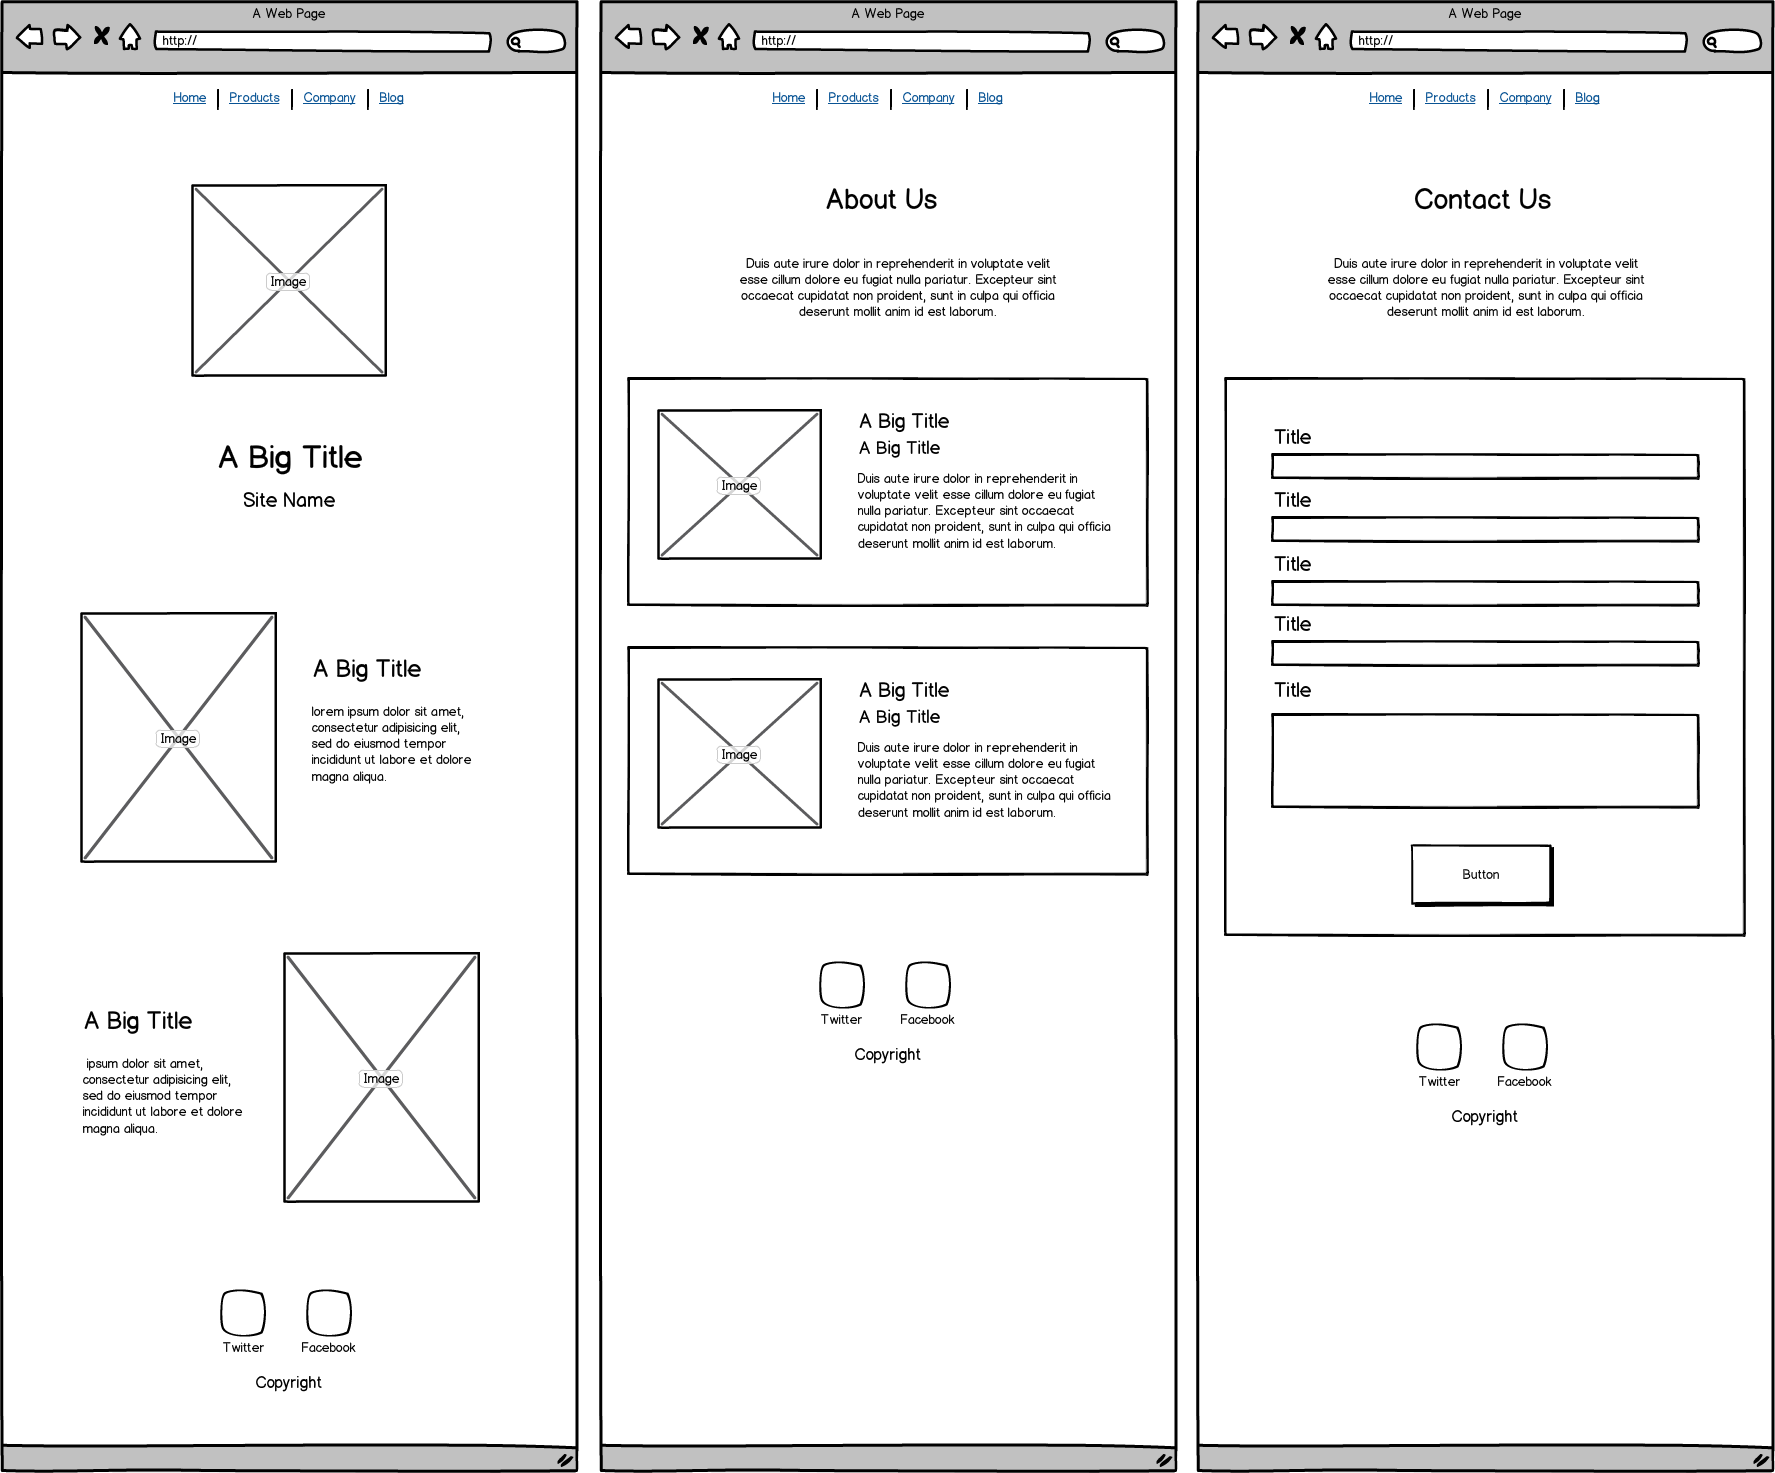 A Web Page
http://
Home Products Company Blog
Image
A Big Title
Site Name
Image
A Big Title
lorem ipsum dolor sit amet,
consectetur adipisicing elit,
sed do eiusmod tempor
incididunt ut labore et dolore
magna aliqua.
A Big Title
ipsum dolor sit amet,
consectetur adipisicing elit,
sed do eiusmod tempor
incididunt ut labore et dolore
magna aliqua.
Image
Twitter Facebook
Copyright
A Web Page
http://
Home Products Company Blog
About Us
Duis aute irure dolor in reprehenderit in voluptate velit
esse cillum dolore eu fugiat nulla pariatur. Excepteur sint
occaecat cupidatat non proident, sunt in culpa qui officia
deserunt mollit anim id est laborum.
Image
A Big Title
A Big Title
Duis aute irure dolor in reprehenderit in
voluptate velit esse cillum dolore eu fugiat
nulla pariatur. Excepteur sint occaecat
cupidatat non proident, sunt in culpa qui officia
deserunt mollit anim id est laborum.
Image
A Big Title
A Big Title
Duis aute irure dolor in reprehenderit in
voluptate velit esse cillum dolore eu fugiat
nulla pariatur. Excepteur sint occaecat
cupidatat non proident, sunt in culpa qui officia
deserunt mollit anim id est laborum.
Twitter Facebook
Copyright
A Web Page
http://
Home Products Company Blog
Contact Us
Duis aute irure dolor in reprehenderit in voluptate velit
esse cillum dolore eu fugiat nulla pariatur. Excepteur sint
occaecat cupidatat non proident, sunt in culpa qui officia
deserunt mollit anim id est laborum.
Title
Title
Title
Title
Title
Button
Twitter Facebook
Copyright